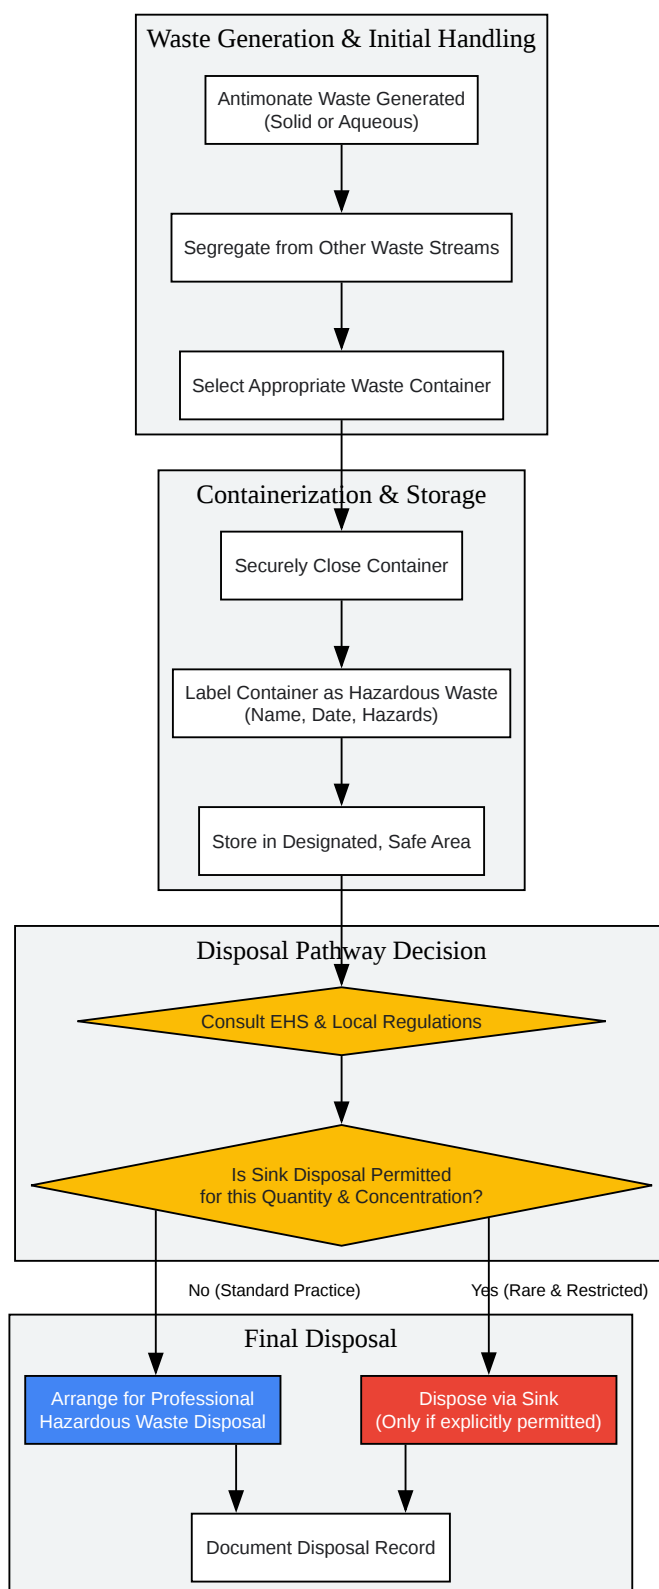 Waste Generation & Initial Handling
Antimonate Waste Generated
(Solid or Aqueous)
Segregate from Other Waste Streams
Select Appropriate Waste Container
Containerization & Storage
Securely Close Container
Label Container as Hazardous Waste
(Name, Date, Hazards)
Store in Designated, Safe Area
Disposal Pathway Decision
Consult EHS & Local Regulations
Is Sink Disposal Permitted
for this Quantity & Concentration?
No (Standard Practice)
Yes (Rare & Restricted)
Final Disposal
Arrange for Professional
Hazardous Waste Disposal
Dispose via Sink
(Only if explicitly permitted)
Document Disposal Record